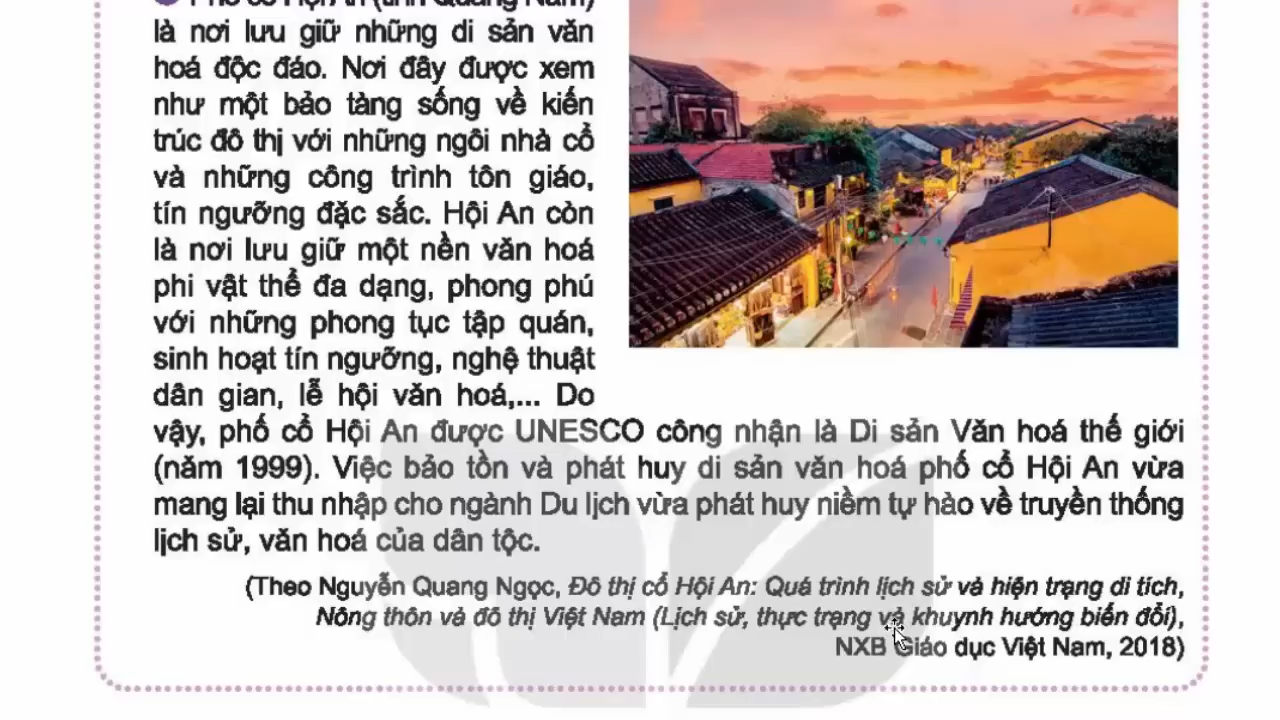 Phố cổ Hội An (tỉnh Quảng Nam)
là nơi lưu giữ những di sản văn
hoá độc đáo. Nơi đây được xem
như một bảo tàng sống về kiến
trúc đô thị với những ngôi nhà cổ
và những công trình tôn giáo,
tín ngưỡng đặc sắc. Hội An còn
là nơi lưu giữ một nền văn hoá
phi vật thể đa dạng, phong phú
với những phong tục tập quán,
sinh hoạt tín ngưỡng, nghệ thuật
dân gian, lễ hội văn hoá,... Do
vậy, phố cổ Hội An được UNESCO công nhận là Di sản Văn hoá thế giới
(năm 1999). Việc bảo tồn và phát huy di sản văn hoá phố cổ Hội An vừa
mang lại thu nhập cho ngành Du lịch vừa phát huy niềm tự hào về truyền thống
lịch sử, văn hoá của dân tộc.
(Theo Nguyễn Quang Ngọc, Đô thị cổ Hội An: Quá trình lịch sử và hiện trạng di tích,
Nông thôn và đô thị Việt Nam (Lịch sử, thực trạng và khuynh hướng biến đổi),
NXB Giáo dục Việt Nam, 2018)